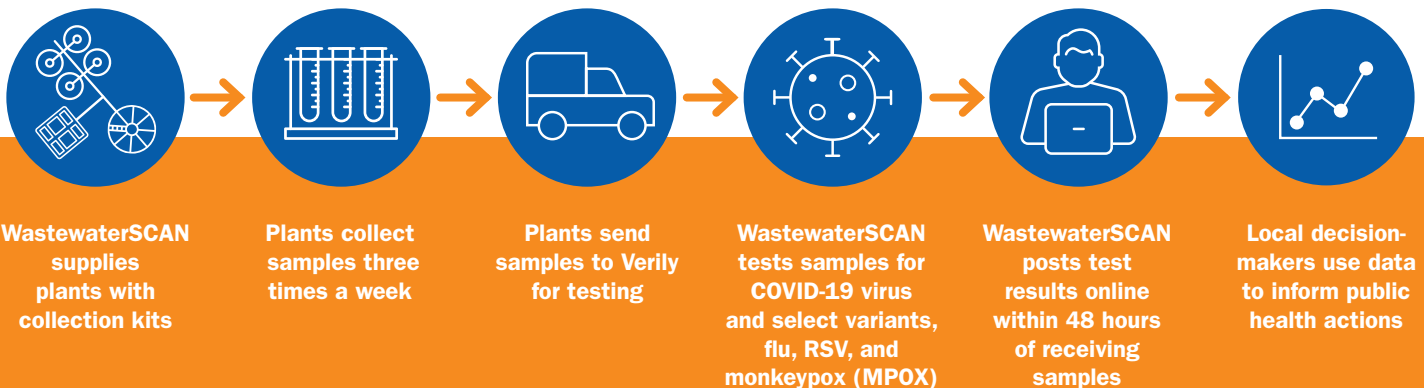 WastewaterSCAN
supplies
plants with
collection kits
Plants collect
samples three
times a week
Plants send
samples to Verily
for testing
WastewaterSCAN
tests samples for
COVID-19 virus
and select variants,
flu, RSV, and
monkeypox (MPOX)
WastewaterSCAN
posts test
results online
within 48 hours
of receiving
samples
Local decision-
makers use data
to inform public
health actions